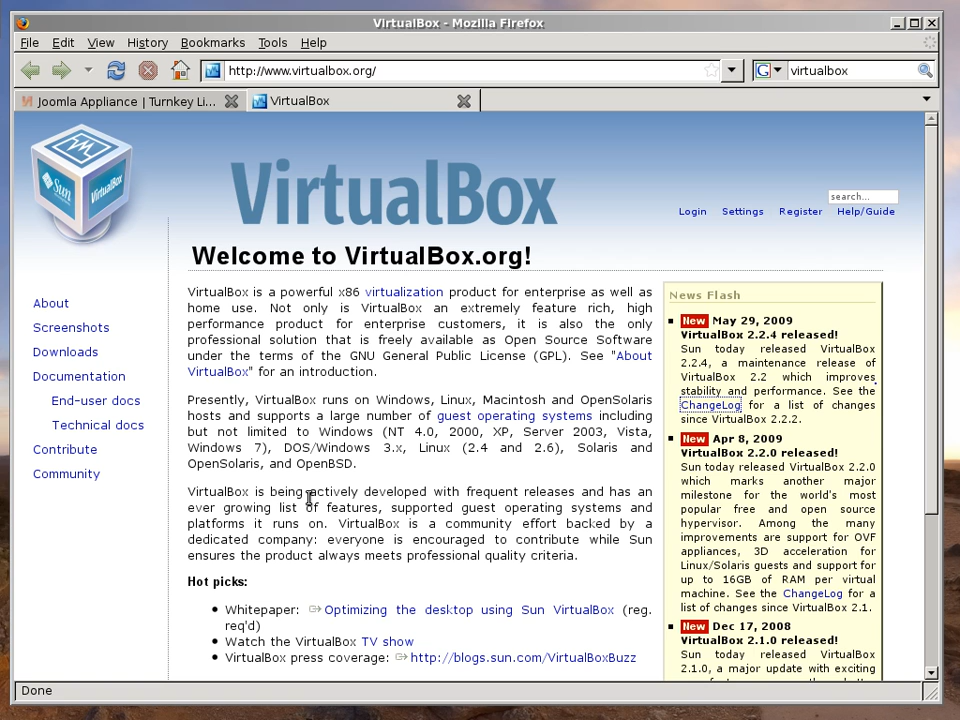 VirtualBox - Mozilla Firefox
File Edit View History Bookmarks Tools Help
http://www.virtualbox.org/
virtualbox
Joomla Appliance | Turnkey Li...
VirtualBox
Sun
VirtualBox
VirtualBox
search...
Login Settings Register Help/Guide
Welcome to VirtualBox.org!
About
Screenshots
Downloads
Documentation
End-user docs
Technical docs
Contribute
Community
VirtualBox is a powerful x86 virtualization product for enterprise as well as
home use. Not only is VirtualBox an extremely feature rich, high
performance product for enterprise customers, it is also the only
professional solution that is freely available as Open Source Software
under the terms of the GNU General Public License (GPL). See "About
VirtualBox" for an introduction.
Presently, VirtualBox runs on Windows, Linux, Macintosh and OpenSolaris
hosts and supports a large number of guest operating systems including
but not limited to Windows (NT 4.0, 2000, XP, Server 2003, Vista,
Windows 7), DOS/Windows 3.x, Linux (2.4 and 2.6), Solaris and
OpenSolaris, and OpenBSD.
VirtualBox is being actively developed with frequent releases and has an
ever growing list of features, supported guest operating systems and
platforms it runs on. VirtualBox is a community effort backed by a
dedicated company: everyone is encouraged to contribute while Sun
ensures the product always meets professional quality criteria.
Hot picks:
Whitepaper: Optimizing the desktop using Sun VirtualBox (reg.
req'd)
Watch the VirtualBox TV show
VirtualBox press coverage: http://blogs.sun.com/VirtualBoxBuzz
News Flash
New May 29, 2009
VirtualBox 2.2.4 released!
Sun today released VirtualBox
2.2.4, a maintenance release of
VirtualBox 2.2 which improves
stability and performance. See the
ChangeLog for a list of changes
since VirtualBox 2.2.2.
New Apr 8, 2009
VirtualBox 2.2.0 released!
Sun today released VirtualBox 2.2.0
which marks another major
milestone for the world's most
popular free and open source
hypervisor. Among the many
improvements are support for OVF
appliances, 3D acceleration for
Linux/Solaris guests and support for
up to 16GB of RAM per virtual
machine. See the ChangeLog for a
list of changes since VirtualBox 2.1.
New Dec 17, 2008
VirtualBox 2.1.0 released!
Sun today released VirtualBox
2.1.0, a major update with exciting
Done